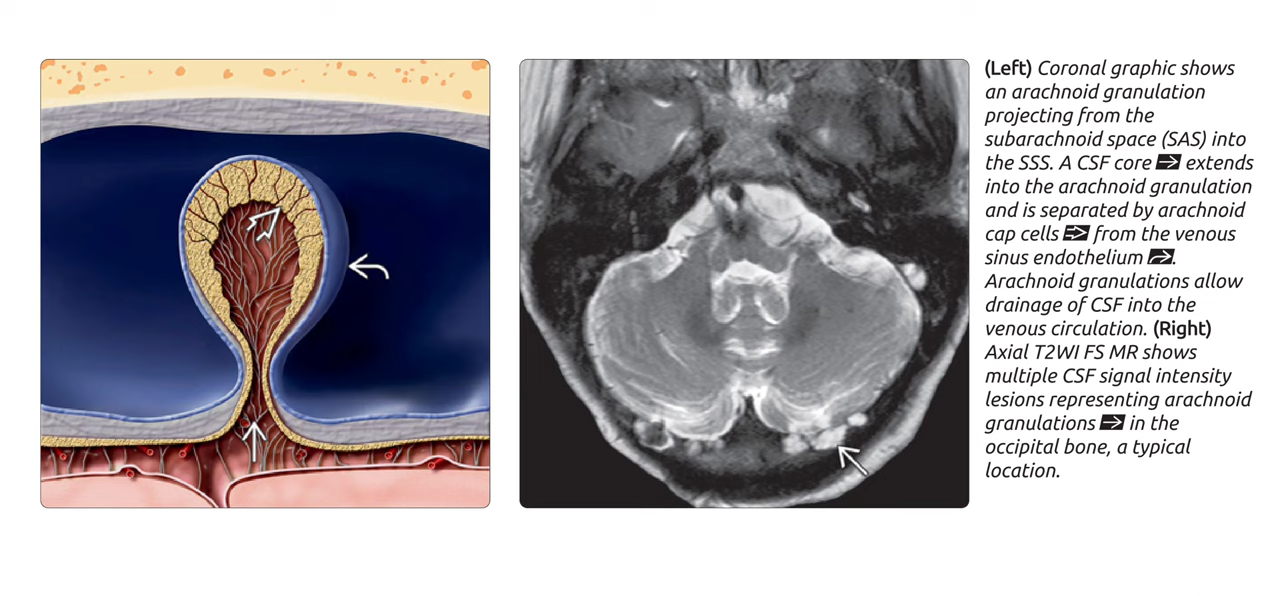 (Left) Coronal graphic shows
an arachnoid granulation
projecting from the
subarachnoid space (SAS) into
the SSS. A CSF core ➡ extends
into the arachnoid granulation
and is separated by arachnoid
cap cells ⇨ from the venous
sinus endothelium ↷.
Arachnoid granulations allow
drainage of CSF into the
venous circulation. (Right)
Axial T2WI FS MR shows
multiple CSF signal intensity
lesions representing arachnoid
granulations ➡ in the
occipital bone, a typical
location.